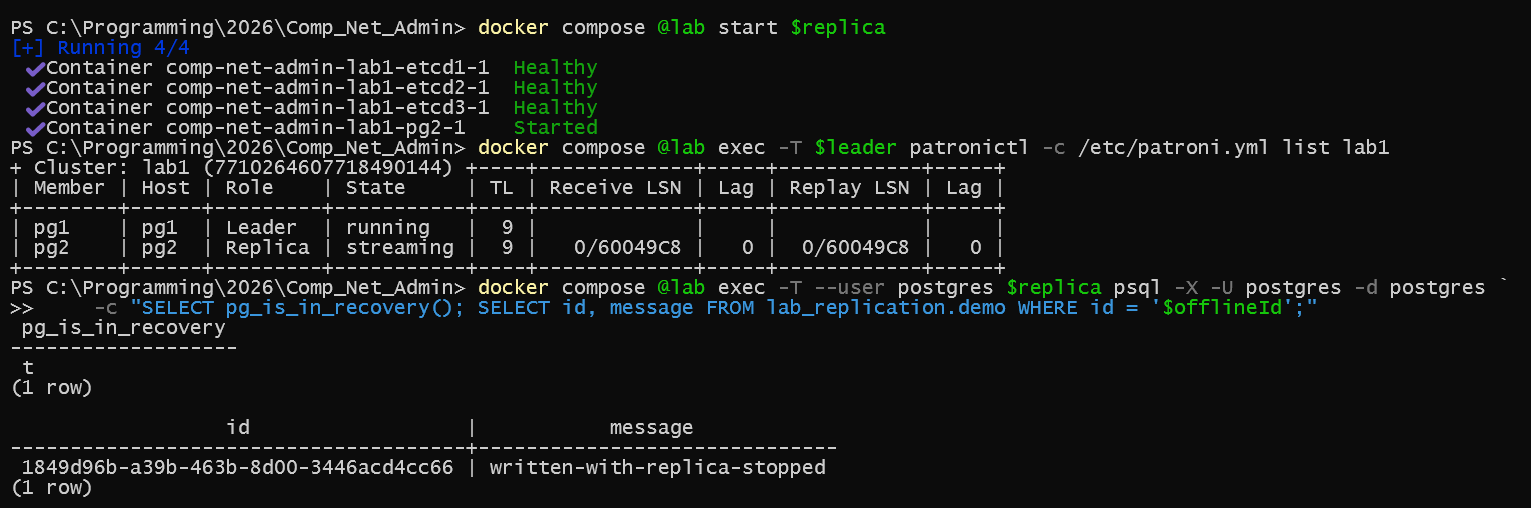 PS C:\Programming\2026\Comp_Net_Admin> docker compose @lab start $replica
[+] Running 4/4
✔Container comp-net-admin-lab1-etcd1-1  Healthy
✔Container comp-net-admin-lab1-etcd2-1  Healthy
✔Container comp-net-admin-lab1-etcd3-1  Healthy
✔Container comp-net-admin-lab1-pg2-1    Started
PS C:\Programming\2026\Comp_Net_Admin> docker compose @lab exec -T $leader patronictl -c /etc/patroni.yml list lab1
+ Cluster: lab1 (7710264607718490144) +----+-------------+-----+------------+-----+
| Member | Host | Role    | State     | TL | Receive LSN | Lag | Replay LSN | Lag |
+--------+------+---------+-----------+----+-------------+-----+------------+-----+
| pg1    | pg1  | Leader  | running   |  9 |             |     |            |     |
| pg2    | pg2  | Replica | streaming |  9 |   0/60049C8 |   0 |  0/60049C8 |   0 |
+--------+------+---------+-----------+----+-------------+-----+------------+-----+
PS C:\Programming\2026\Comp_Net_Admin> docker compose @lab exec -T --user postgres $replica psql -X -U postgres -d postgres `
>>     -c "SELECT pg_is_in_recovery(); SELECT id, message FROM lab_replication.demo WHERE id = '$offlineId';"
 pg_is_in_recovery
-------------------
 t
(1 row)

                  id                  |           message
--------------------------------------+------------------------------
 1849d96b-a39b-463b-8d00-3446acd4cc66 | written-with-replica-stopped
(1 row)